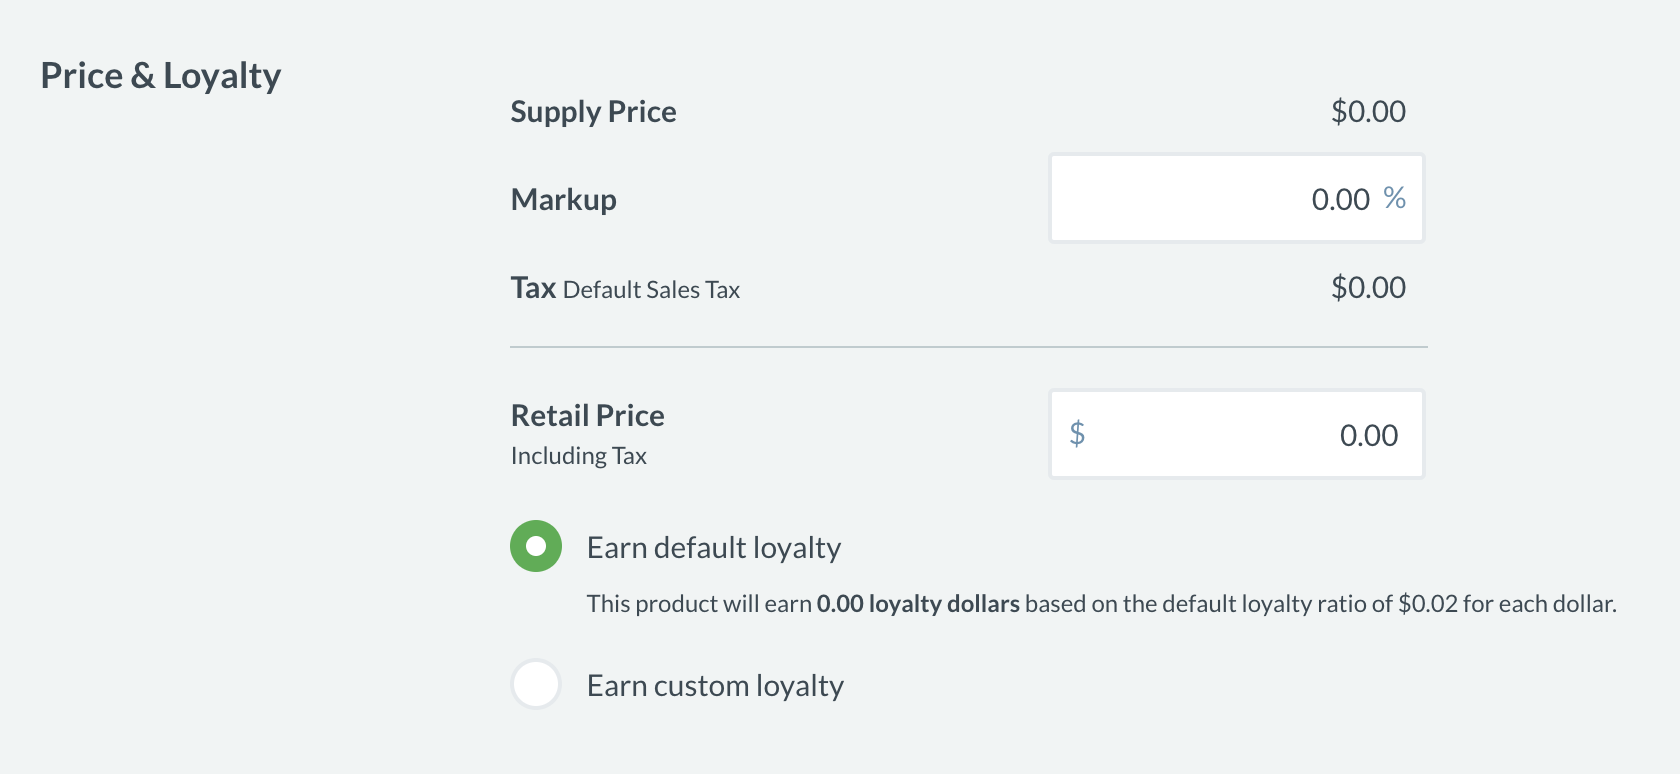 Price & Loyalty
Supply Price $0.00
Markup 0.00 %
Tax Default Sales Tax $0.00
Retail Price $ 0.00
Including Tax
Earn default loyalty
This product will earn 0.00 loyalty dollars based on the default loyalty ratio of $0.02 for each dollar.
Earn custom loyalty